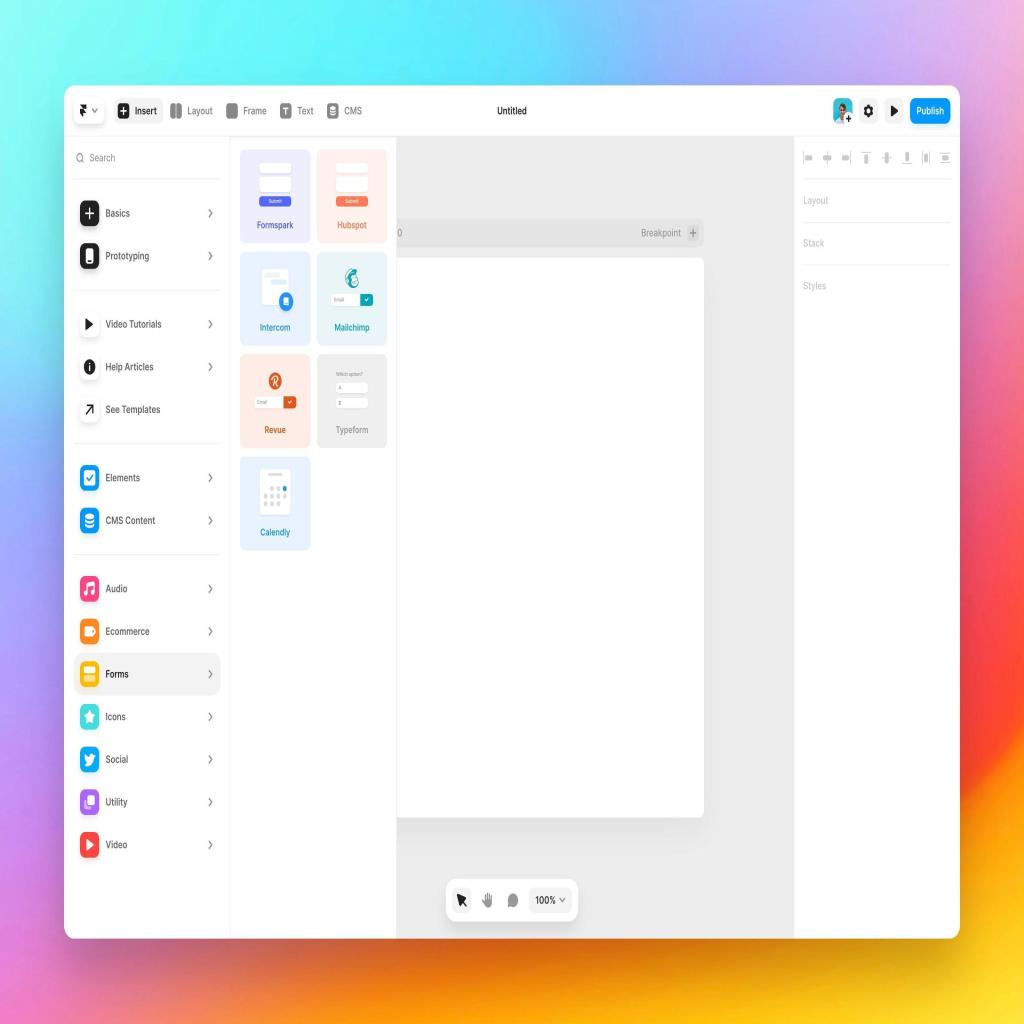 Insert
Layout
Frame
Text
CMS
Untitled
Publish
Search
Basics
Prototyping
Video Tutorials
Help Articles
See Templates
Elements
CMS Content
Audio
Ecommerce
Forms
Icons
Social
Utility
Video
Submit
Formspark
Submit
Hubspot
Intercom
Email
Mailchimp
Email
Revue
Which option?
A
Typeform
Calendly
0
Breakpoint
100%
Layout
Stack
Styles